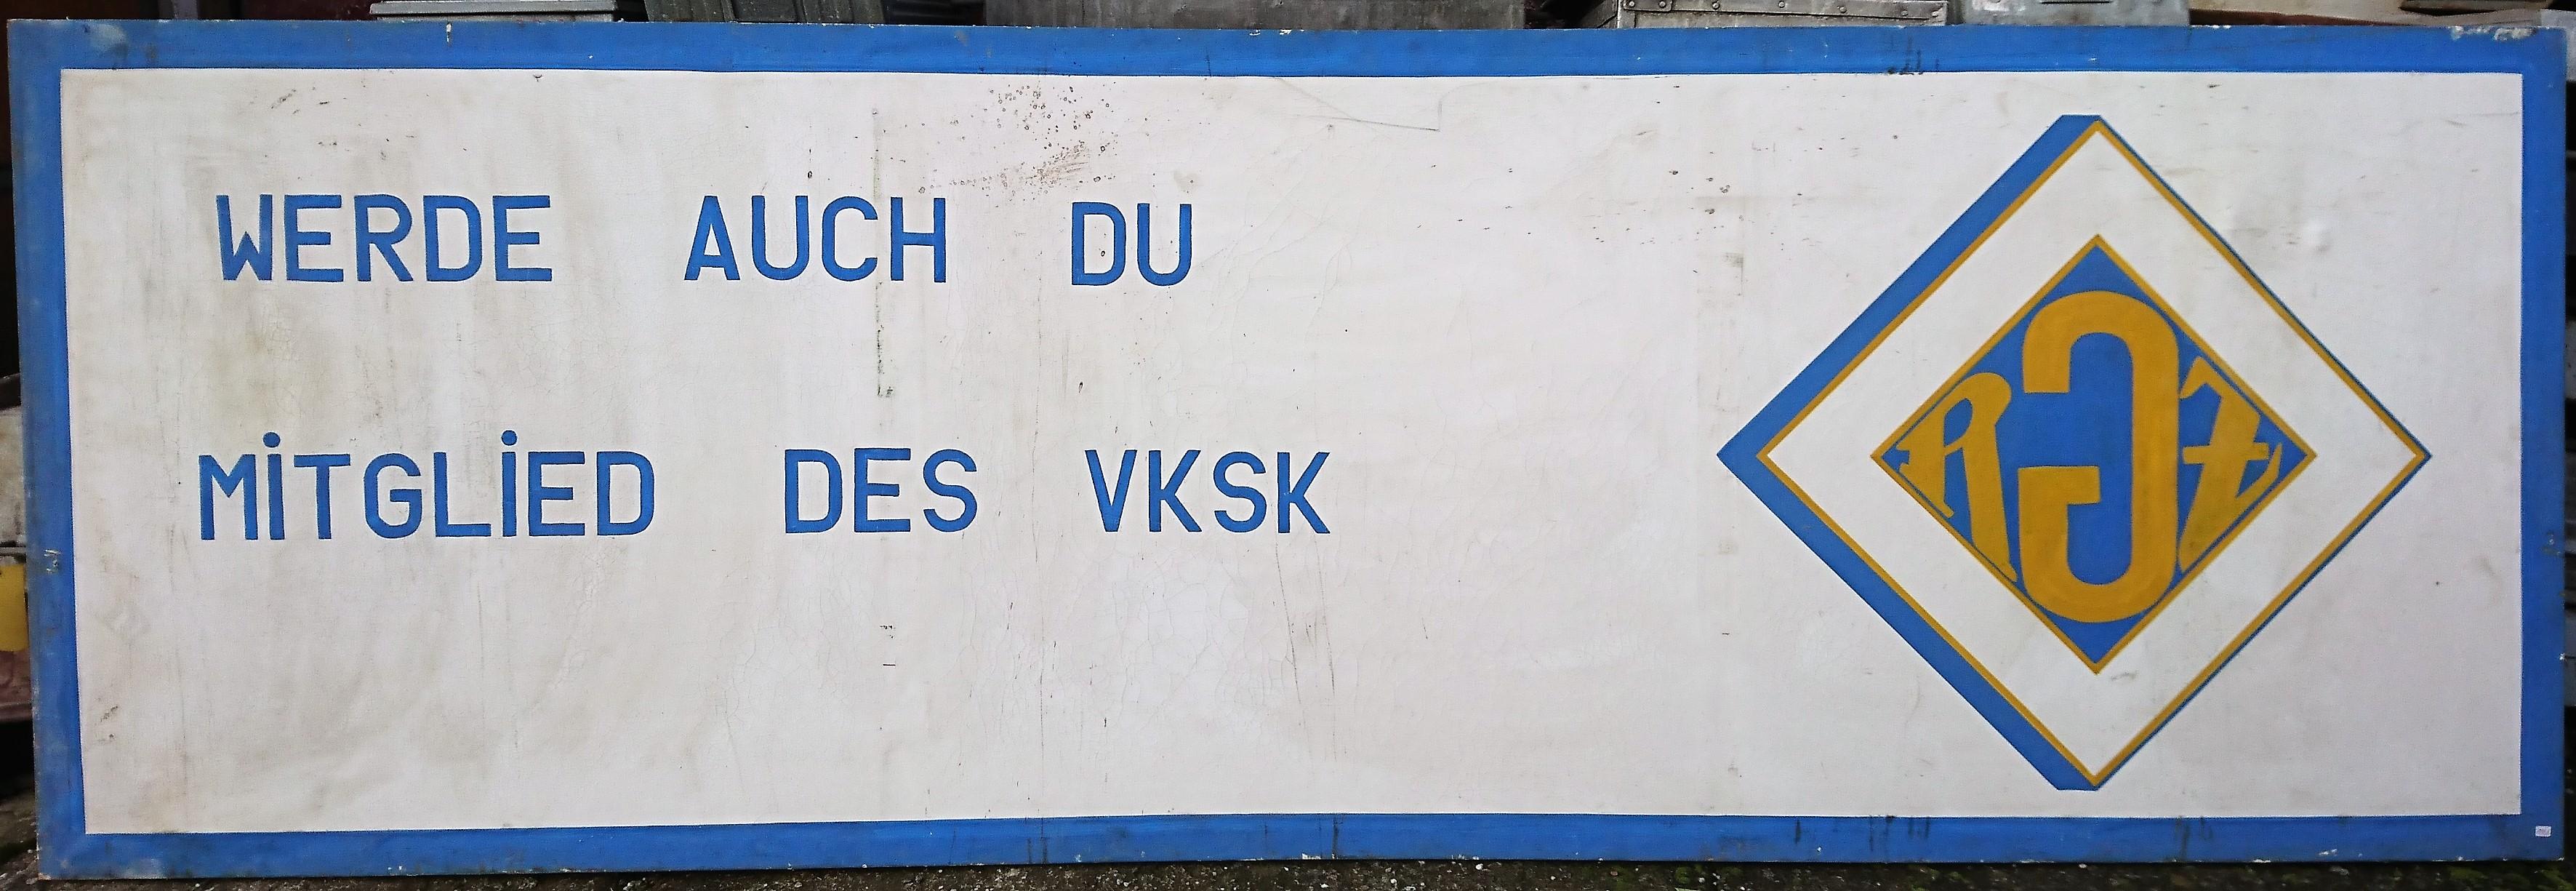 WERDE AUCH DU
MiTGLiED DES VKSK